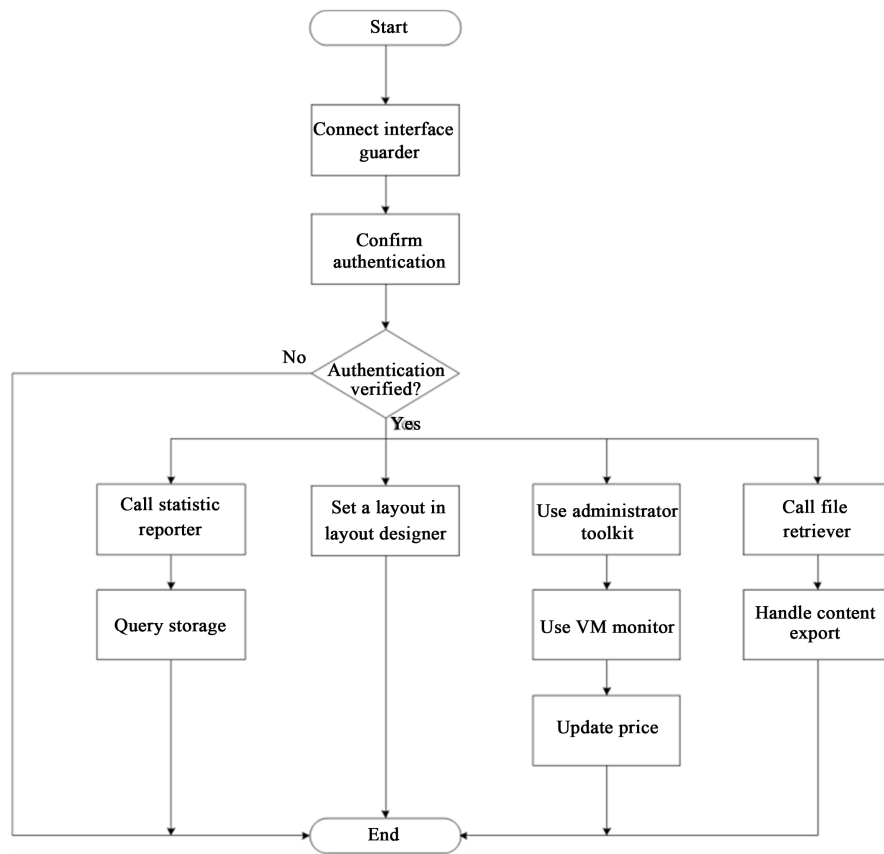 Start
Connect interface
guarder
Confirm
authentication
No
Authentication
verified?
Yes
Call statistic
reporter
Set a layout in
layout designer
Use administrator
toolkit
Call file
retriever
Query storage
Use VM monitor
Handle content
export
Update price
End